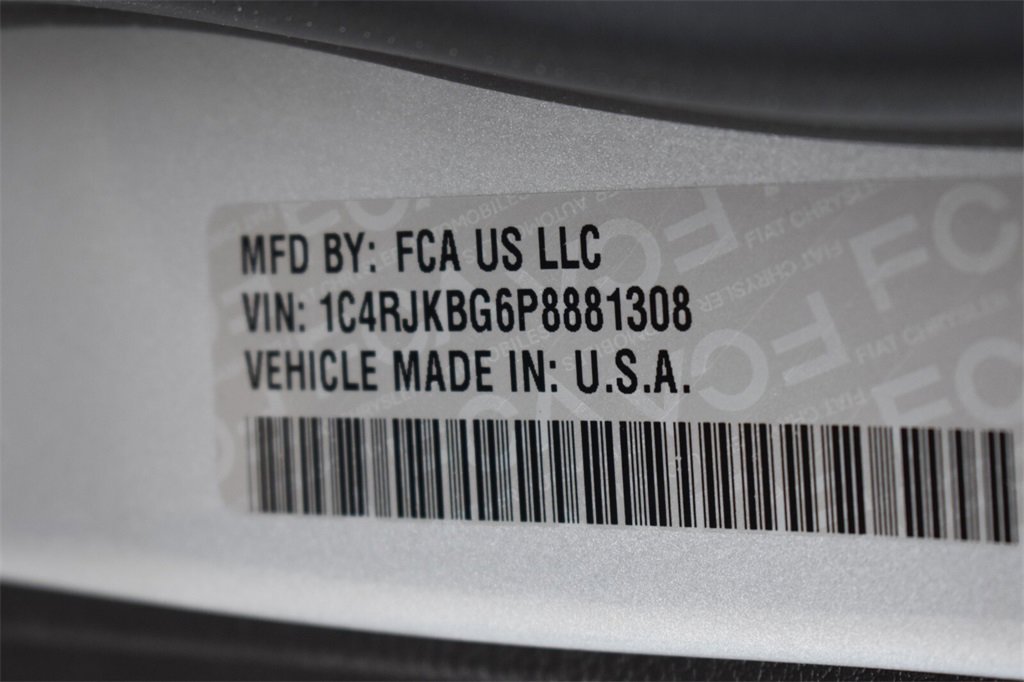 MFD BY: FCA US LLC
VIN: 1C4RJKBG6P8881308
VEHICLE MADE IN: U.S.A.